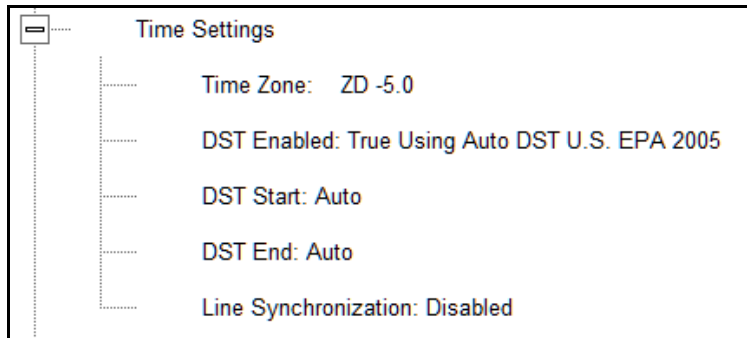 Time Settings
Time Zone: ZD -5.0
DST Enabled: True Using Auto DST U.S. EPA 2005
DST Start: Auto
DST End: Auto
Line Synchronization: Disabled